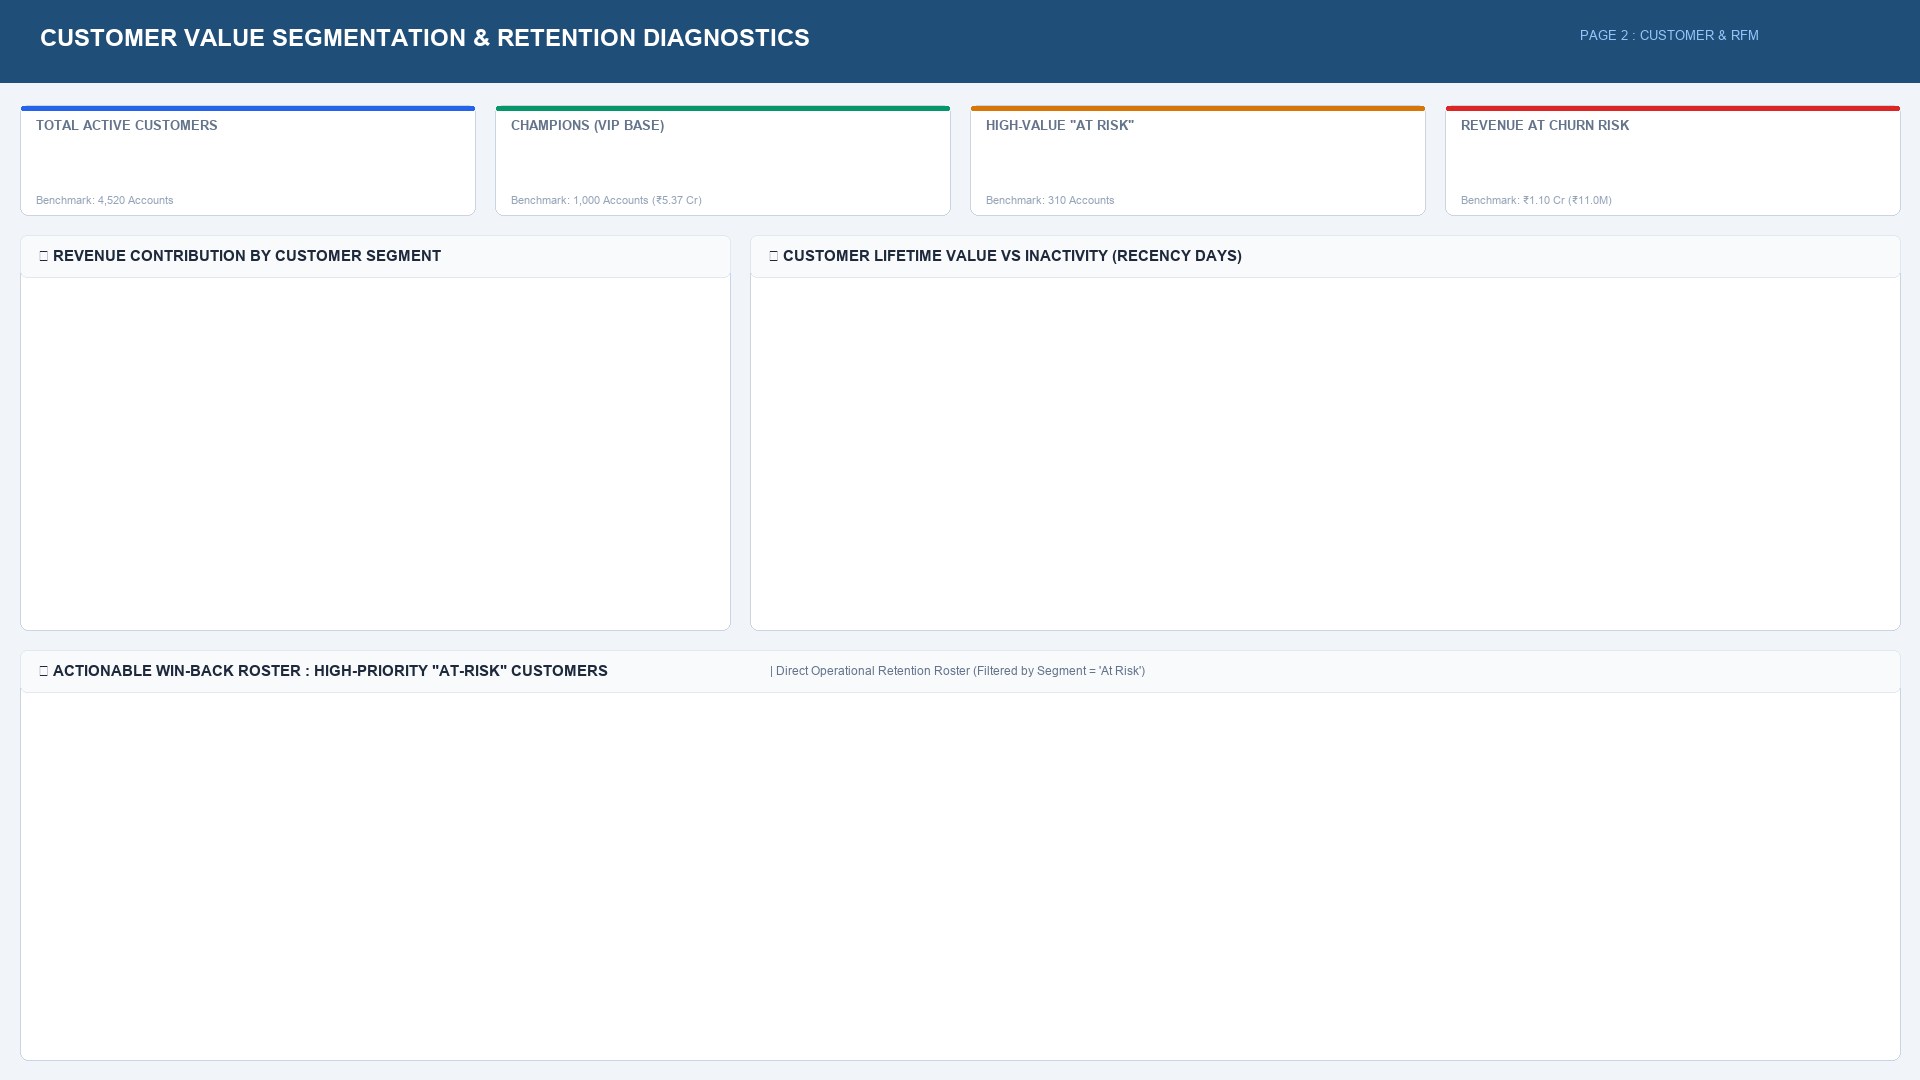 CUSTOMER VALUE SEGMENTATION & RETENTION DIAGNOSTICS
PAGE 2 : CUSTOMER & RFM
TOTAL ACTIVE CUSTOMERS
Benchmark: 4,520 Accounts
CHAMPIONS (VIP BASE)
Benchmark: 1,000 Accounts (₹5.37 Cr)
HIGH-VALUE "AT RISK"
Benchmark: 310 Accounts
REVENUE AT CHURN RISK
Benchmark: ₹1.10 Cr (₹11.0M)
REVENUE CONTRIBUTION BY CUSTOMER SEGMENT
CUSTOMER LIFETIME VALUE VS INACTIVITY (RECENCY DAYS)
ACTIONABLE WIN-BACK ROSTER : HIGH-PRIORITY "AT-RISK" CUSTOMERS
| Direct Operational Retention Roster (Filtered by Segment = 'At Risk')